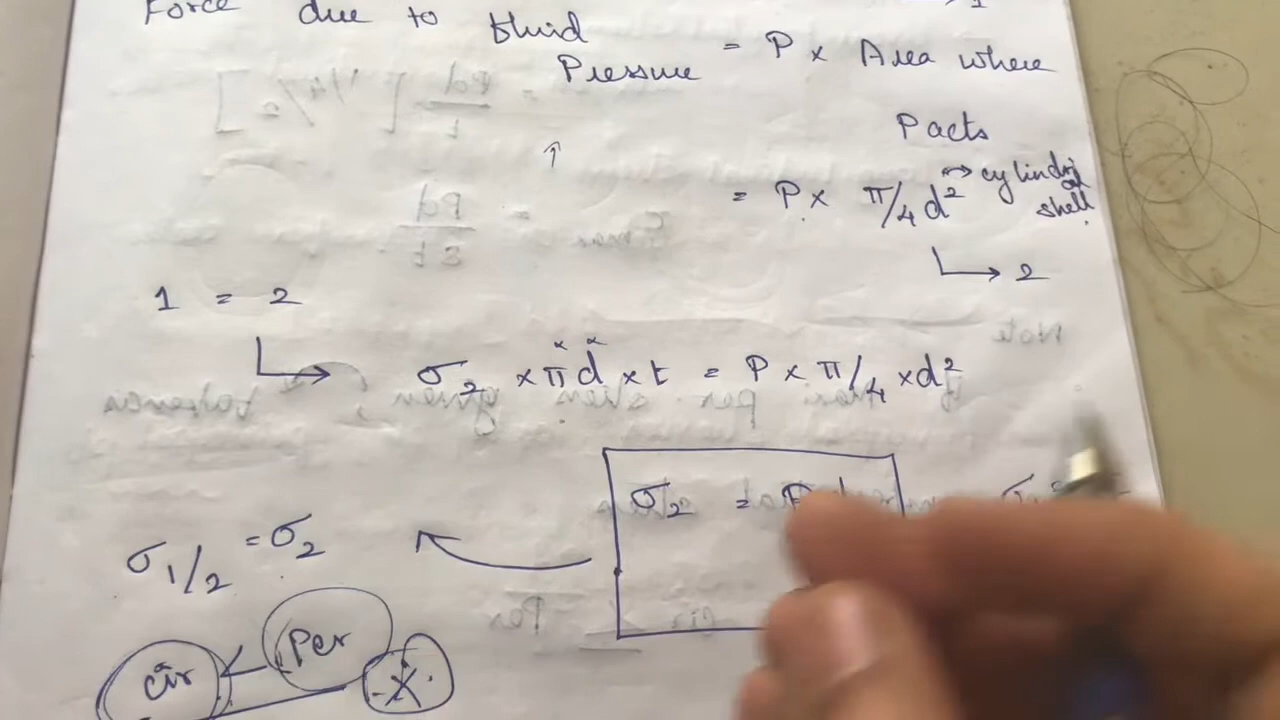 Force due to fluid
Pressure = P x Area where
P acts
= P x π/4 d² ↔ cylindrical
shell
↳ 2
1 = 2
↳ σ2 x π d x t = P x π/4 x d²
σ2 =
σ1/2 = σ2
Per
Cir
x